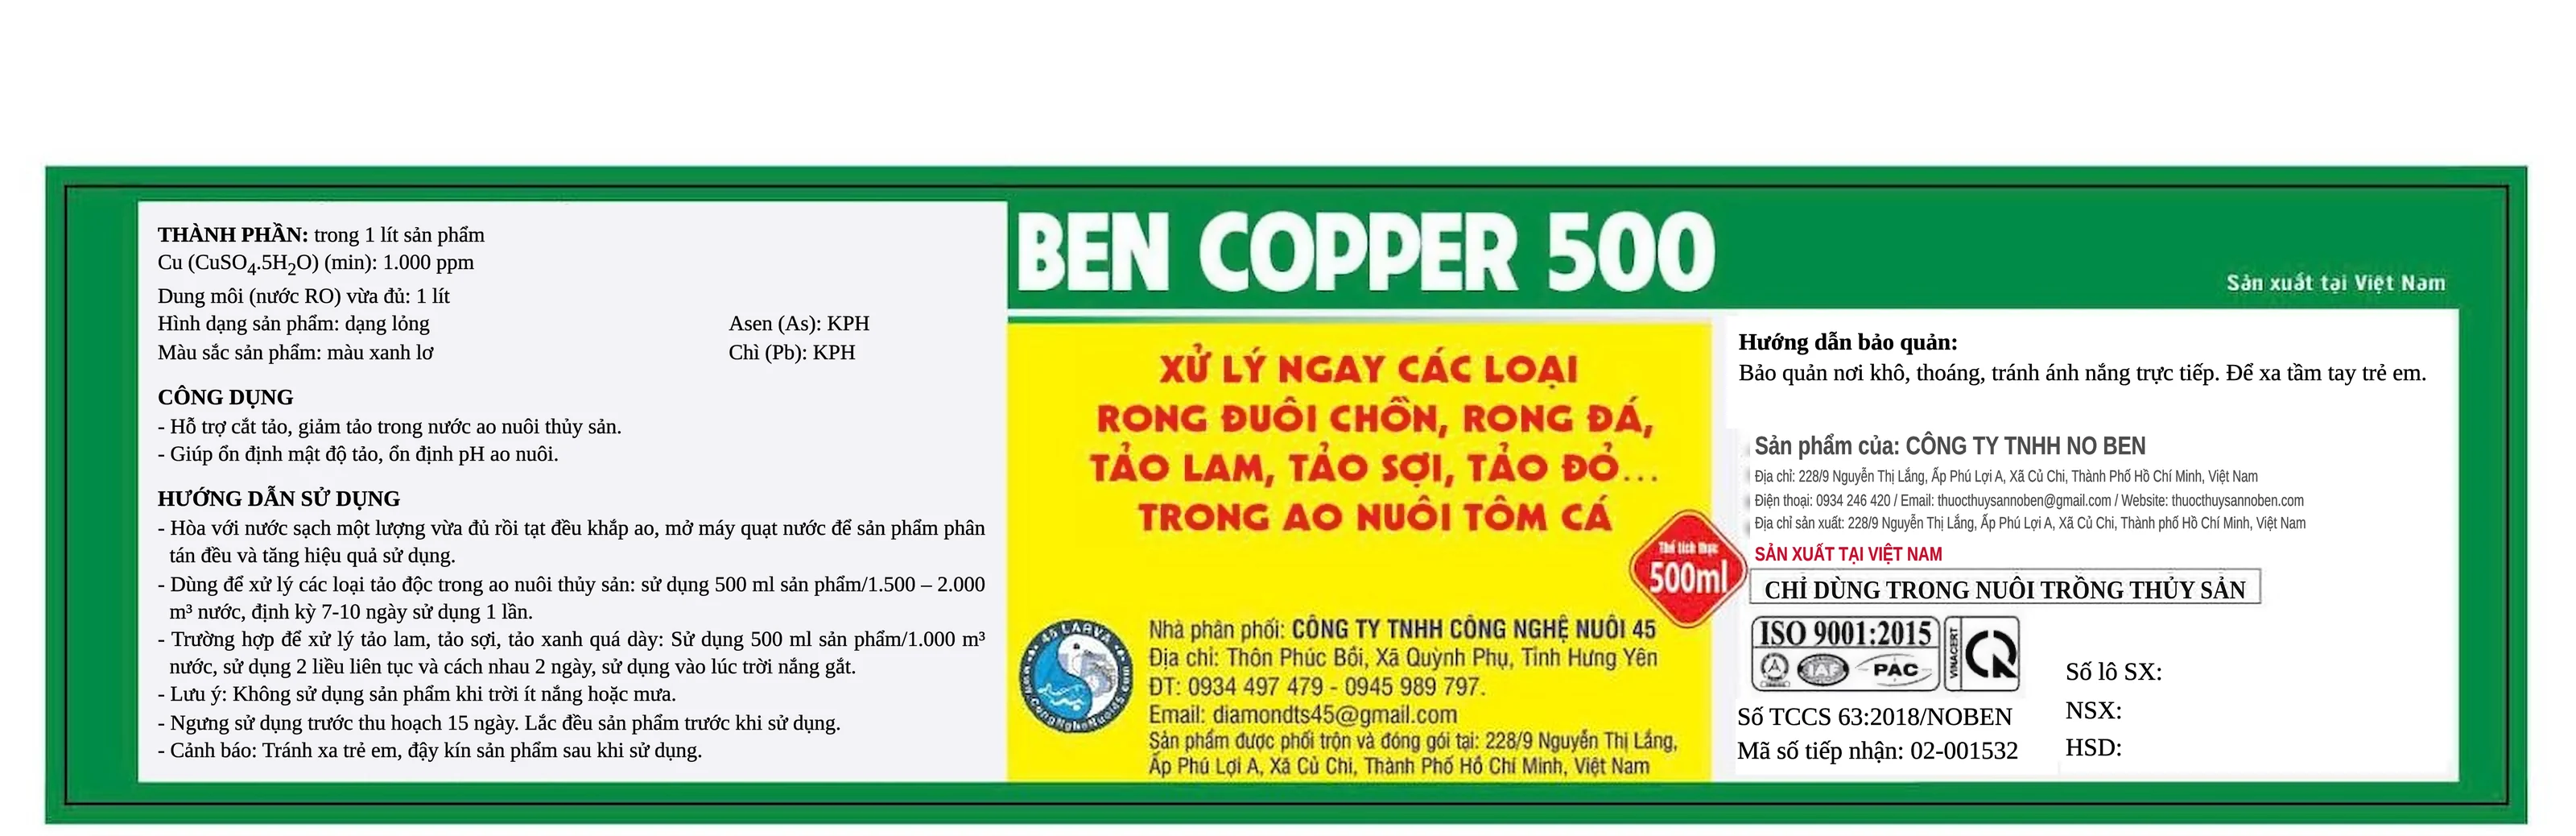 THÀNH PHẦN: trong 1 lít sản phẩm
Cu (CuSO4.5H2O) (min): 1.000 ppm
Dung môi (nước RO) vừa đủ: 1 lít
Hình dạng sản phẩm: dạng lỏng
Asen (As): KPH
Màu sắc sản phẩm: màu xanh lơ
Chì (Pb): KPH
CÔNG DỤNG
- Hỗ trợ cắt tảo, giảm tảo trong nước ao nuôi thủy sản.
- Giúp ổn định mật độ tảo, ổn định pH ao nuôi.
HƯỚNG DẪN SỬ DỤNG
- Hòa với nước sạch một lượng vừa đủ rồi tạt đều khắp ao, mở máy quạt nước để sản phẩm phân
tán đều và tăng hiệu quả sử dụng.
- Dùng để xử lý các loại tảo độc trong ao nuôi thủy sản: sử dụng 500 ml sản phẩm/1.500 – 2.000
m³ nước, định kỳ 7-10 ngày sử dụng 1 lần.
- Trường hợp để xử lý tảo lam, tảo sợi, tảo xanh quá dày: Sử dụng 500 ml sản phẩm/1.000 m³
nước, sử dụng 2 liều liên tục và cách nhau 2 ngày, sử dụng vào lúc trời nắng gắt.
- Lưu ý: Không sử dụng sản phẩm khi trời ít nắng hoặc mưa.
- Ngưng sử dụng trước thu hoạch 15 ngày. Lắc đều sản phẩm trước khi sử dụng.
- Cảnh báo: Tránh xa trẻ em, đậy kín sản phẩm sau khi sử dụng.
BEN COPPER 500
XỬ LÝ NGAY CÁC LOẠI
RONG ĐUÔI CHỒN, RONG ĐÁ,
TẢO LAM, TẢO SỢI, TẢO ĐỎ...
TRONG AO NUÔI TÔM CÁ
Thể tích thực
500ml
45 LARVA
Nhà phân phối: CÔNG TY TNHH CÔNG NGHỆ NUÔI 45
Địa chỉ: Thôn Phúc Bồi, Xã Quỳnh Phụ, Tỉnh Hưng Yên
ĐT: 0934 497 479 - 0945 989 797.
Email: diamondts45@gmail.com
Sản phẩm được phối trộn và đóng gói tại: 228/9 Nguyễn Thị Lắng,
Ấp Phú Lợi A, Xã Củ Chi, Thành Phố Hồ Chí Minh, Việt Nam
Sản xuất tại Việt Nam
Hướng dẫn bảo quản:
Bảo quản nơi khô, thoáng, tránh ánh nắng trực tiếp. Để xa tầm tay trẻ em.
Sản phẩm của: CÔNG TY TNHH NO BEN
Địa chỉ: 228/9 Nguyễn Thị Lắng, Ấp Phú Lợi A, Xã Củ Chi, Thành Phố Hồ Chí Minh, Việt Nam
Điện thoại: 0934 246 420 / Email: thuocthuysannoben@gmail.com / Website: thuocthuysannoben.com
Địa chỉ sản xuất: 228/9 Nguyễn Thị Lắng, Ấp Phú Lợi A, Xã Củ Chi, Thành phố Hồ Chí Minh, Việt Nam
SẢN XUẤT TẠI VIỆT NAM
CHỈ DÙNG TRONG NUÔI TRỒNG THỦY SẢN
ISO 9001:2015
IAF
PAC
VINACERT
Số TCCS 63:2018/NOBEN
Mã số tiếp nhận: 02-001532
Số lô SX:
NSX:
HSD: